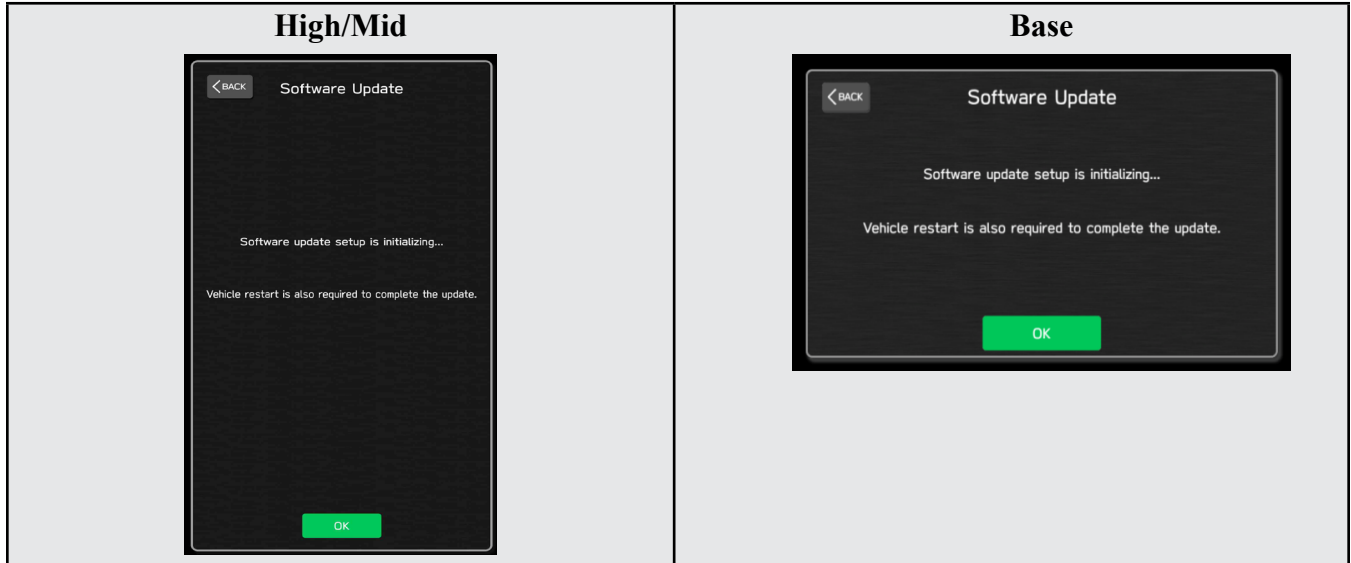 High/Mid
BACK
Software Update
Software update setup is initializing...
Vehicle restart is also required to complete the update.
OK
Base
BACK
Software Update
Software update setup is initializing...
Vehicle restart is also required to complete the update.
OK